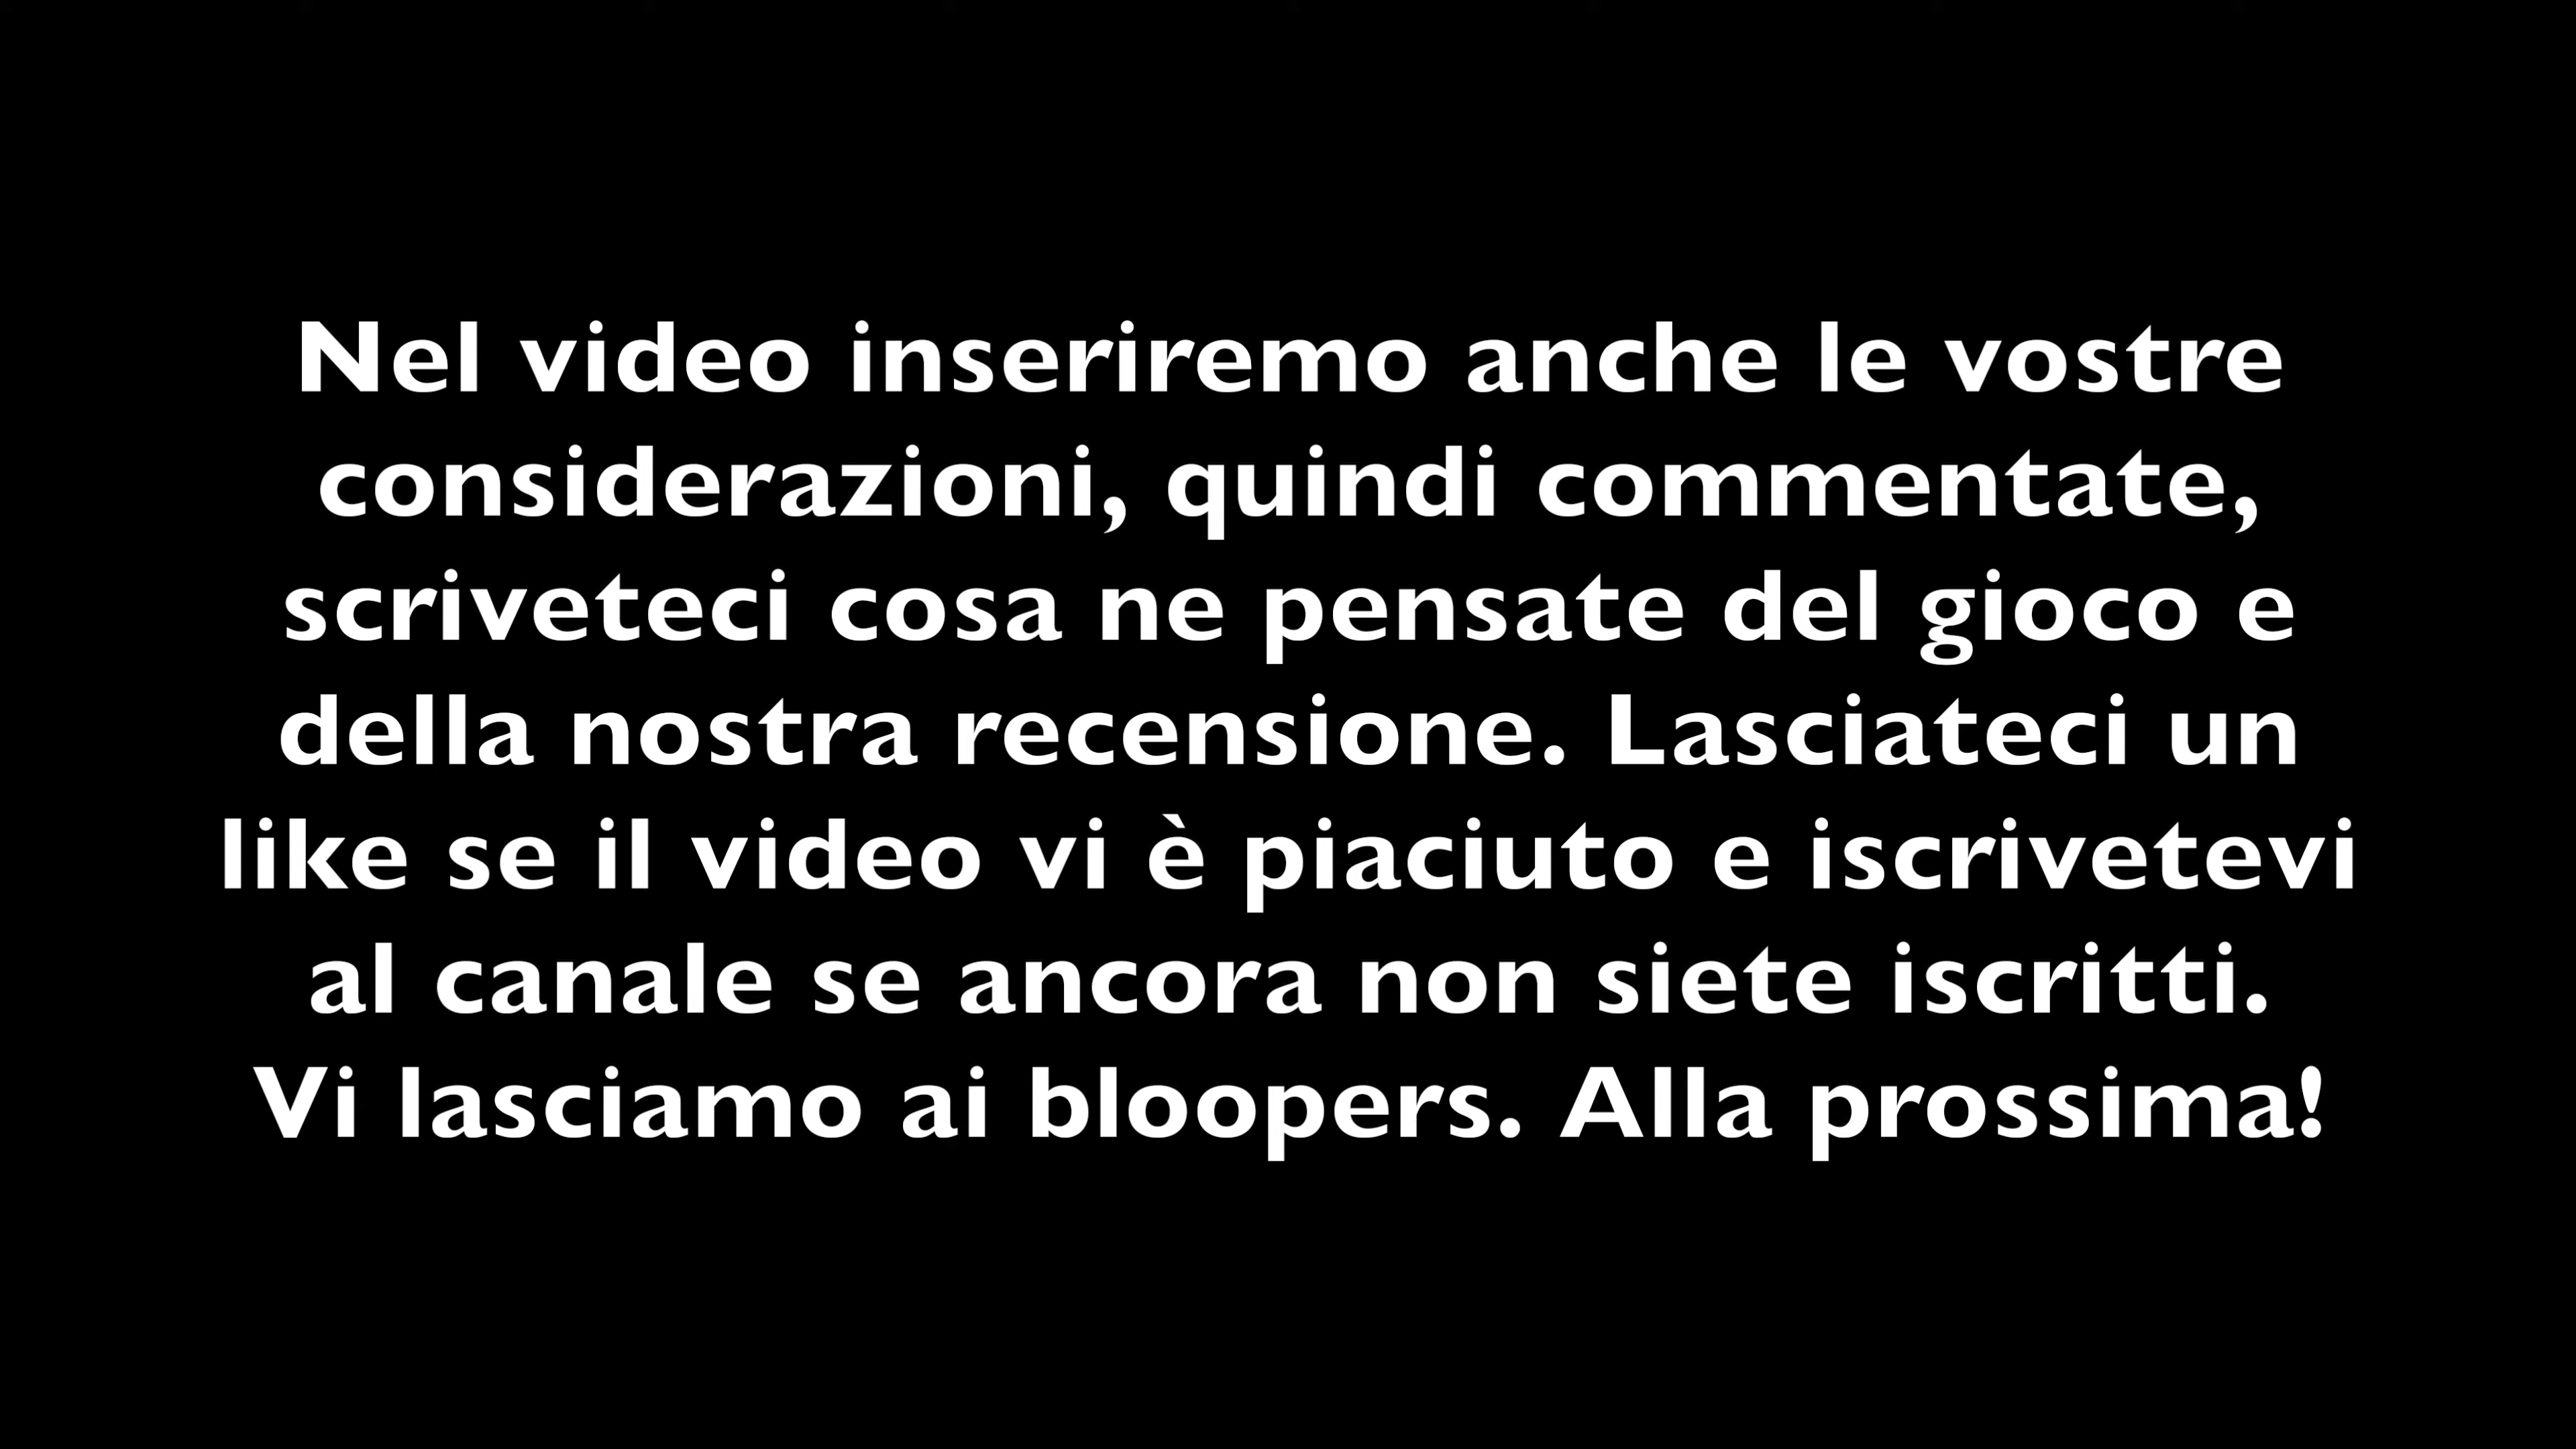 Nel video inseriremo anche le vostre
considerazioni, quindi commentate,
scriveteci cosa ne pensate del gioco e
della nostra recensione. Lasciateci un
like se il video vi è piaciuto e iscrivetevi
al canale se ancora non siete iscritti.
Vi lasciamo ai bloopers. Alla prossima!